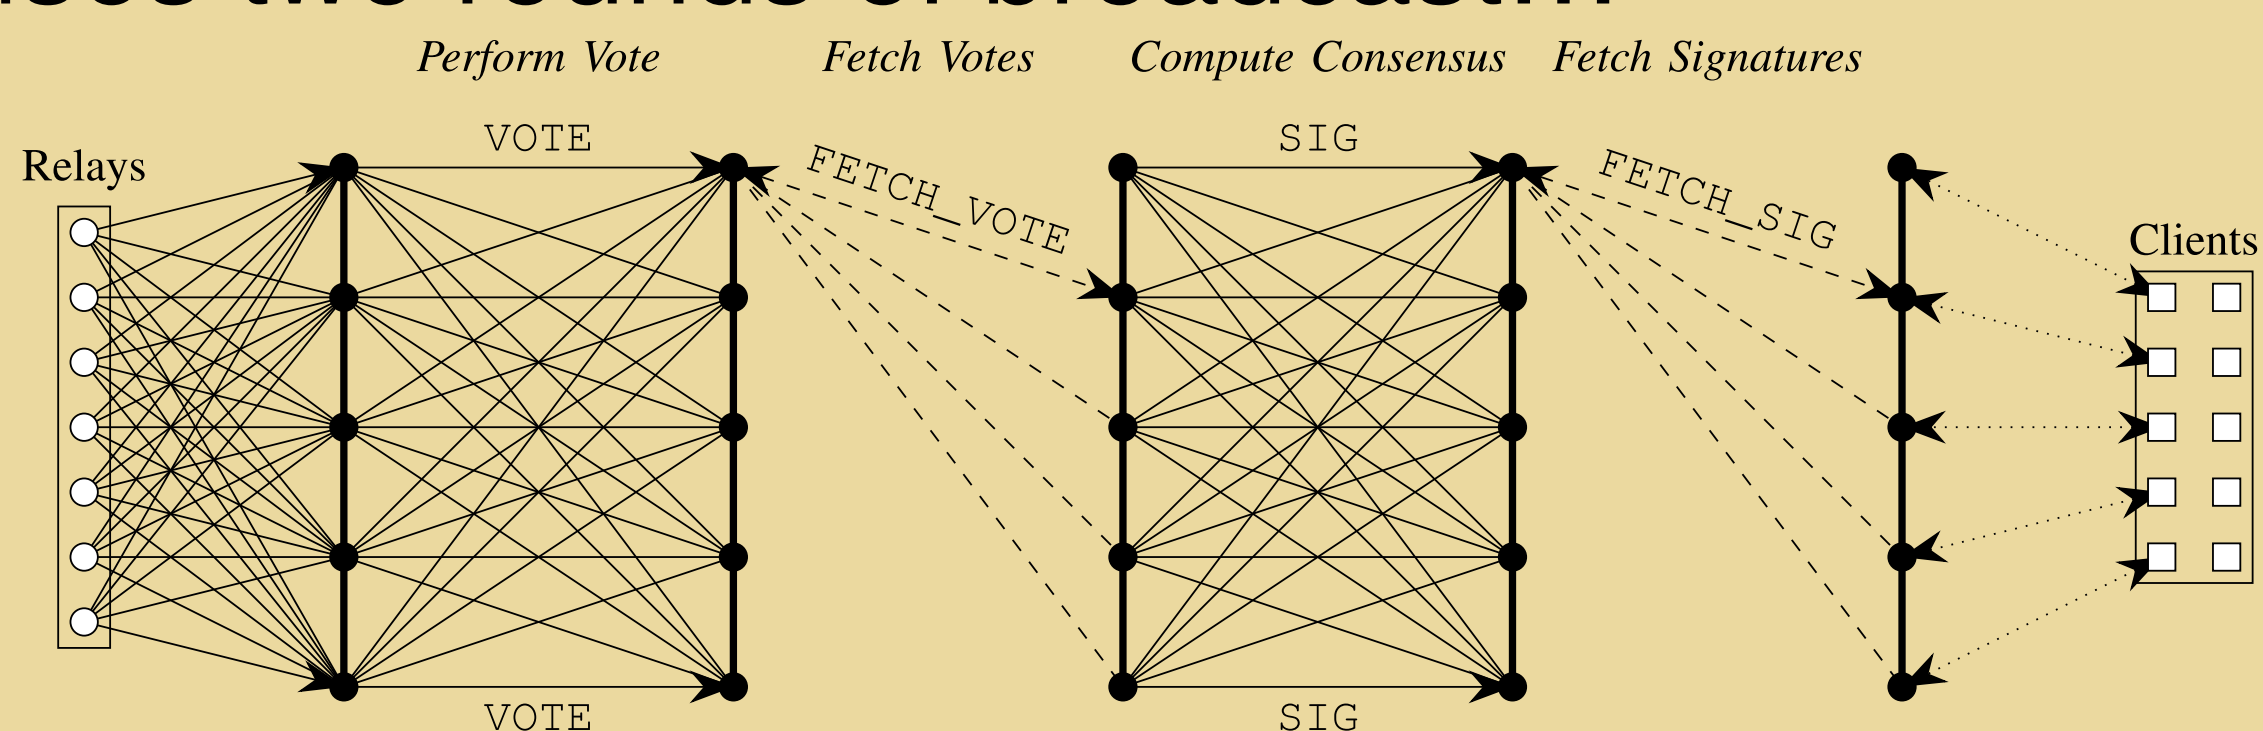 Perform Vote
Fetch Votes
Compute Consensus
Fetch Signatures
VOTE
SIG
Relays
FETCH_VOTE
FETCH_SIG
Clients
VOTE
SIG